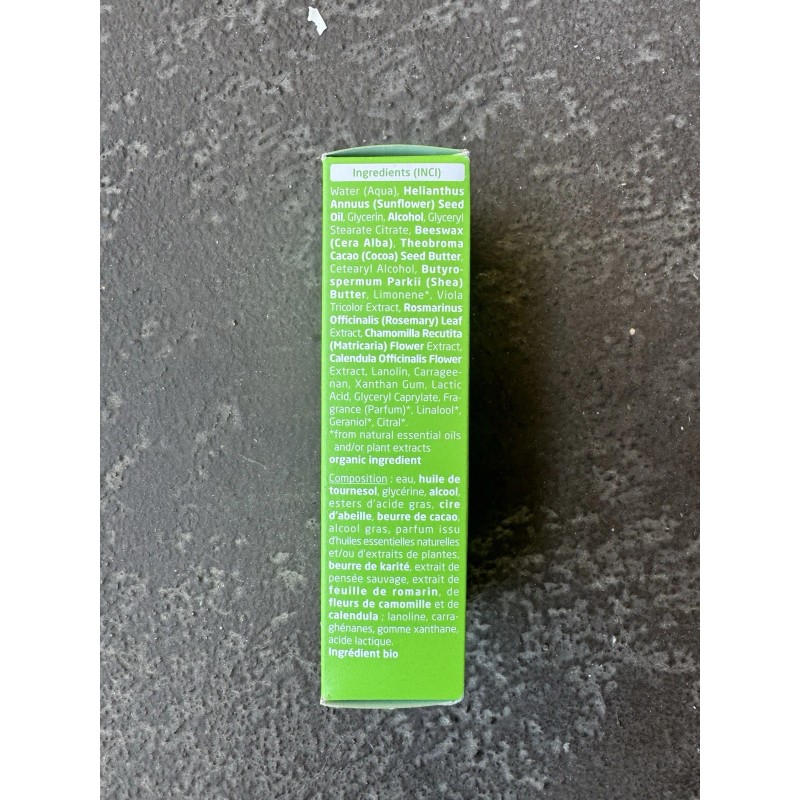 Ingredients (INCI)
Water (Aqua), Helianthus
Annuus (Sunflower) Seed
Oil, Glycerin, Alcohol, Glyceryl
Stearate Citrate, Beeswax
(Cera Alba), Theobroma
Cacao (Cocoa) Seed Butter,
Cetearyl Alcohol, Butyro-
spermum Parkii (Shea)
Butter, Limonene*, Viola
Tricolor Extract, Rosmarinus
Officinalis (Rosemary) Leaf
Extract, Chamomilla Recutita
(Matricaria) Flower Extract,
Calendula Officinalis Flower
Extract, Lanolin, Carragee-
nan, Xanthan Gum, Lactic
Acid, Glyceryl Caprylate, Fra-
grance (Parfum)*, Linalool*,
Geraniol*, Citral*.
*from natural essential oils
and/or plant extracts
organic ingredient
Composition : eau, huile de
tournesol, glycérine, alcool,
esters d'acide gras, cire
d'abeille, beurre de cacao,
alcool gras, parfum issu
d'huiles essentielles naturelles
et/ou d'extraits de plantes,
beurre de karité, extrait de
pensée sauvage, extrait de
feuille de romarin, de
fleurs de camomille et de
calendula ; lanoline, carra-
ghénanes, gomme xanthane,
acide lactique.
Ingrédient bio